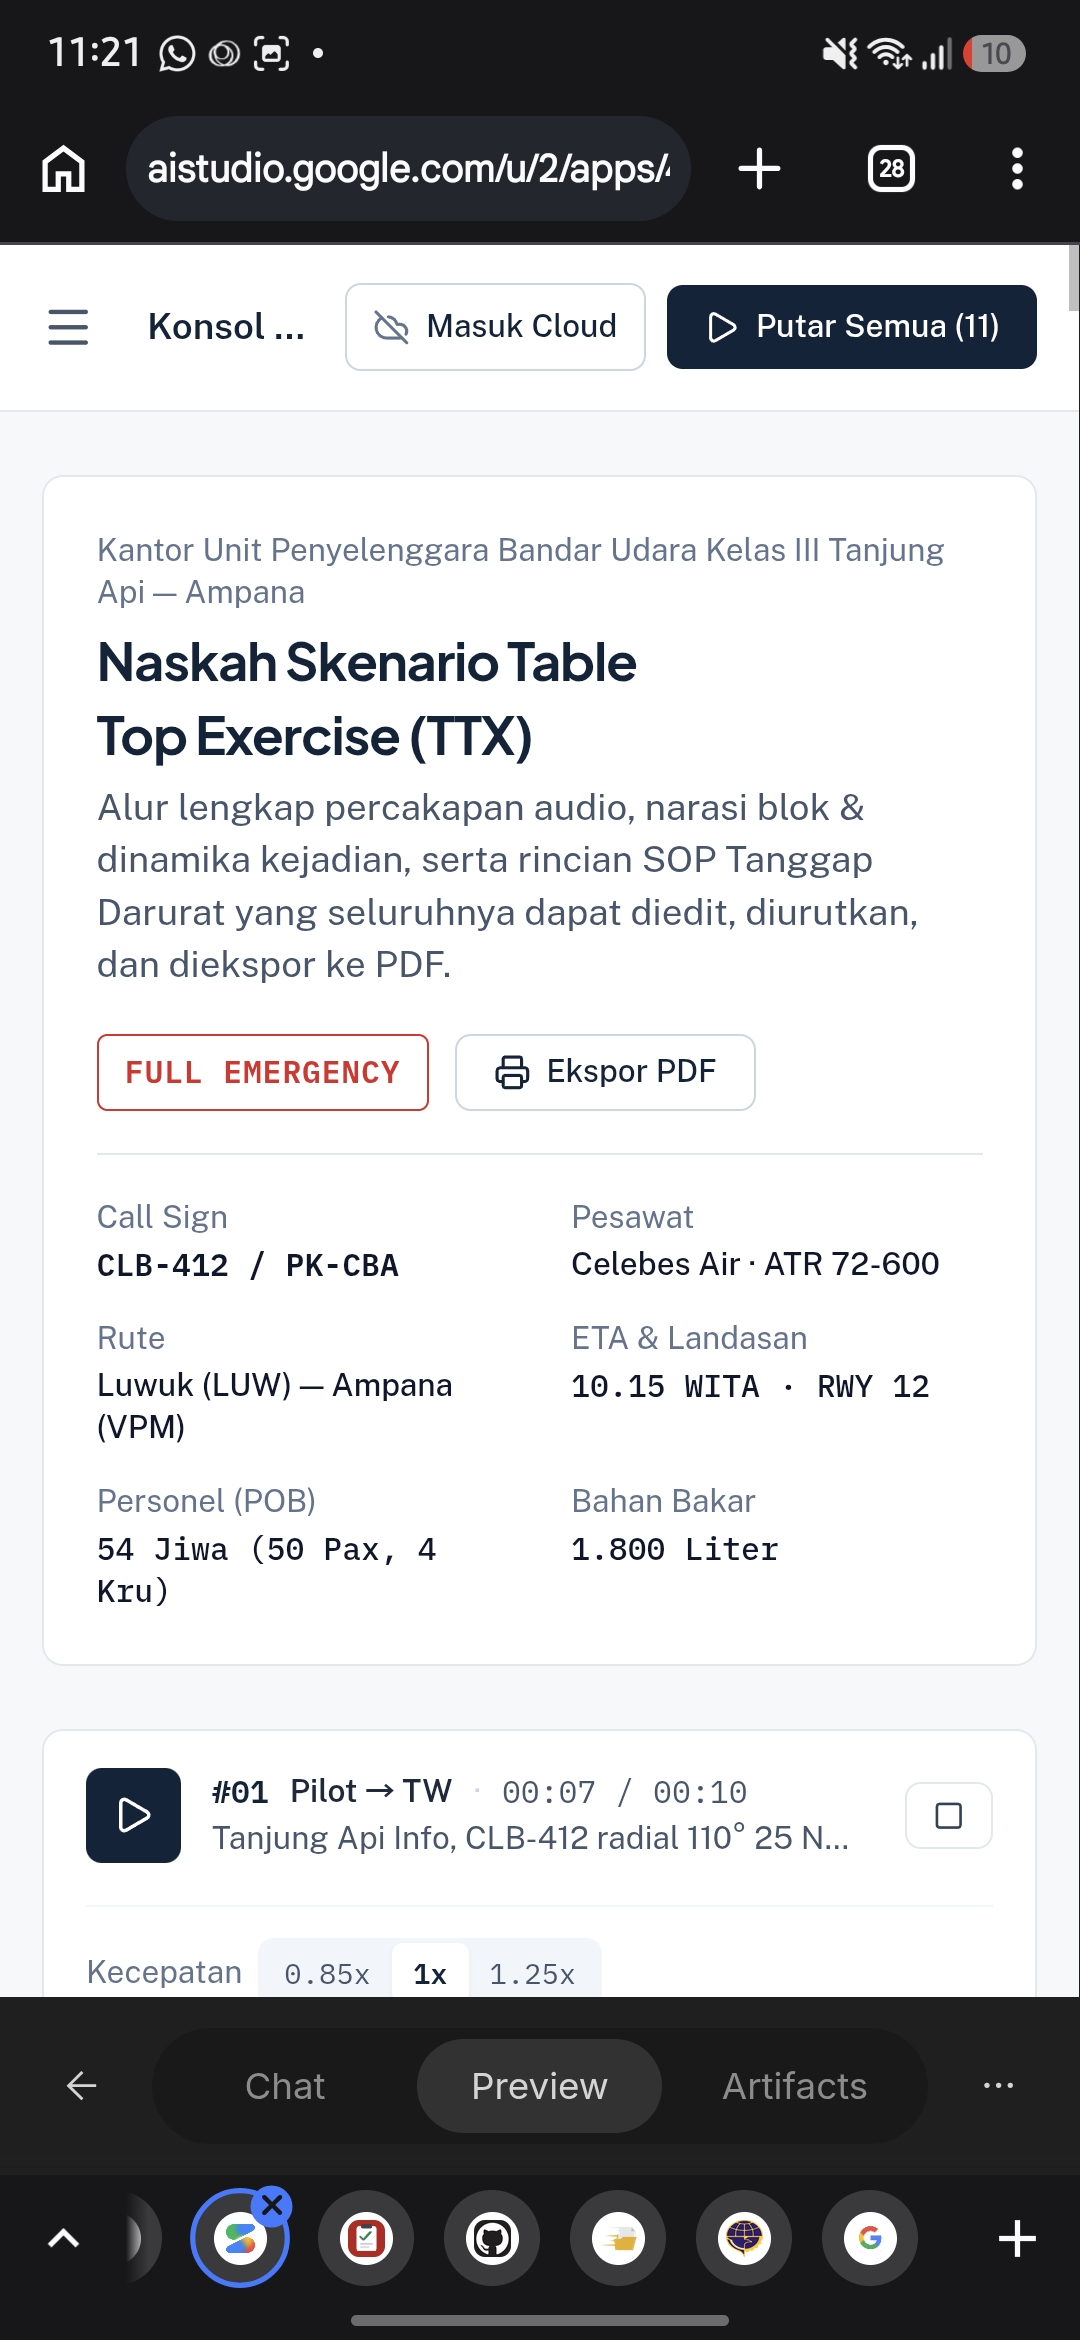 11:21
10
aistudio.google.com/u/2/apps/
28
Konsol ...
Masuk Cloud
Putar Semua (11)
Kantor Unit Penyelenggara Bandar Udara Kelas III Tanjung
Api — Ampana
Naskah Skenario Table
Top Exercise (TTX)
Alur lengkap percakapan audio, narasi blok &
dinamika kejadian, serta rincian SOP Tanggap
Darurat yang seluruhnya dapat diedit, diurutkan,
dan diekspor ke PDF.
FULL EMERGENCY
Ekspor PDF
Call Sign
CLB-412 / PK-CBA
Pesawat
Celebes Air · ATR 72-600
Rute
Luwuk (LUW) — Ampana
(VPM)
ETA & Landasan
10.15 WITA · RWY 12
Personel (POB)
54 Jiwa (50 Pax, 4
Kru)
Bahan Bakar
1.800 Liter
#01 Pilot → TW · 00:07 / 00:10
Tanjung Api Info, CLB-412 radial 110° 25 N...
Kecepatan 0.85x 1x 1.25x
Chat
Preview
Artifacts